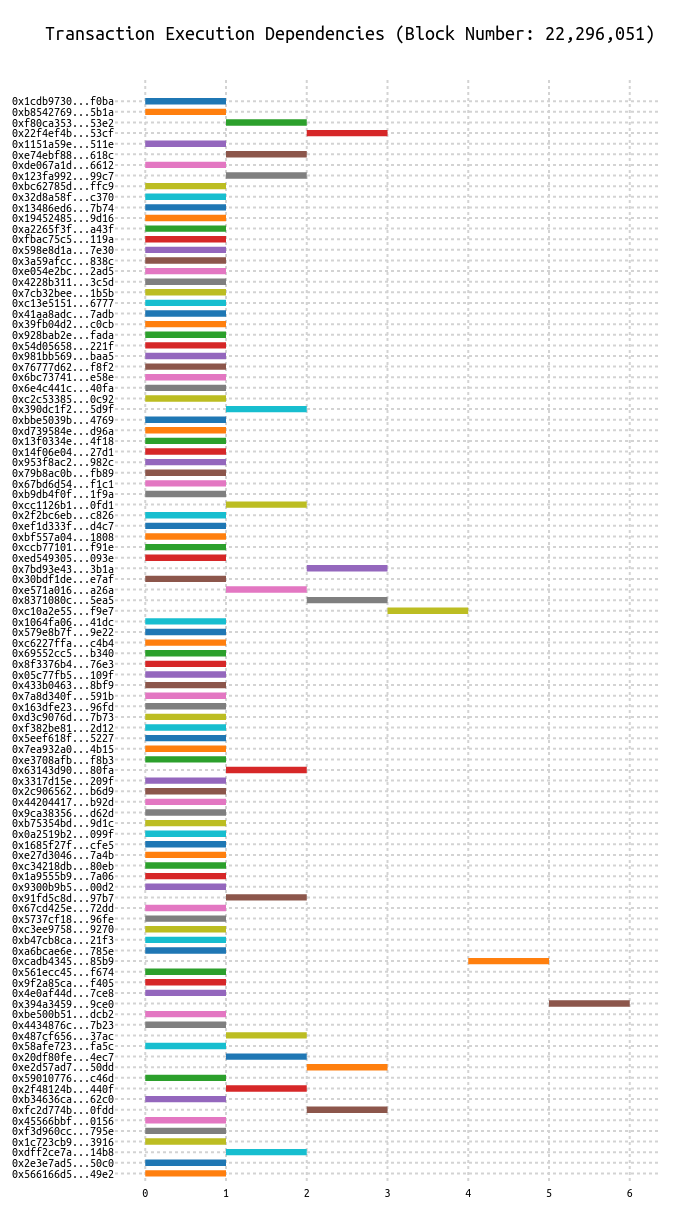 Transaction Execution Dependencies (Block Number: 22,296,051)
0x1cdb9730...f0ba
0xb8542769...5b1a
0xf80ca353...53e2
0x22f4ef4b...53cf
0x1151a59e...511e
0xe74ebf88...618c
0xde067a1d...6612
0x123fa992...99c7
0xbc62785d...ffc9
0x32d8a58f...c370
0x13486ed6...7b74
0x19452485...9d16
0xa2265f3f...a43f
0xfbac75c5...119a
0x598e8d1a...7e30
0x3a59afcc...838c
0xe054e2bc...2ad5
0x4228b311...3c5d
0x7cb32bee...1b5b
0xc13e5151...6777
0x41aa8adc...7adb
0x39fb04d2...c0cb
0x928bab2e...fada
0x54d05658...221f
0x981bb569...baa5
0x76777d62...f8f2
0x6bc73741...e58e
0x6e4c441c...40fa
0xc2c53385...0c92
0x390dc1f2...5d9f
0xbbe5039b...4769
0xd739584e...d96a
0x13f0334e...4f18
0x14f06e04...27d1
0x953f8ac2...982c
0x79b8ac0b...fb89
0x67bd6d54...f1c1
0xb9db4f0f...1f9a
0xcc1126b1...0fd1
0x2f2bc6eb...c826
0xef1d333f...d4c7
0xbf557a04...1808
0xccb77101...f91e
0xed549305...093e
0x7bd93e43...3b1a
0x30bdf1de...e7af
0xe571a016...a26a
0x8371080c...5ea5
0xc10a2e55...f9e7
0x1064fa06...41dc
0x579e8b7f...9e22
0xc6227ffa...c4b4
0x69552cc5...b340
0x8f3376b4...76e3
0x05c77fb5...109f
0x433b0463...8bf9
0x7a8d340f...591b
0x163dfe23...96fd
0xd3c9076d...7b73
0xf382be81...2d12
0x5eef618f...5227
0x7ea932a0...4b15
0xe3708afb...f8b3
0x63143d90...80fa
0x3317d15e...209f
0x2c906562...b6d9
0x44204417...b92d
0x9ca38356...d62d
0xb75354bd...9d1c
0x0a2519b2...099f
0x1685f27f...cfe5
0xe27d3046...7a4b
0xc34218db...80eb
0x1a9555b9...7a06
0x9300b9b5...00d2
0x91fd5c8d...97b7
0x67cd425e...72dd
0x5737cf18...96fe
0xc3ee9758...9270
0xb47cb8ca...21f3
0xa6bcae6e...785e
0xcadb4345...85b9
0x561ecc45...f674
0x9f2a85ca...f405
0x4e0af44d...7ce8
0x394a3459...9ce0
0xbe500b51...dcb2
0x4434876c...7b23
0x487cf656...37ac
0x58afe723...fa5c
0x20df80fe...4ec7
0xe2d57ad7...50dd
0x59010776...c46d
0x2f48124b...440f
0xb34636ca...62c0
0xfc2d774b...0fdd
0x45566bbf...0156
0xf3d960cc...795e
0x1c723cb9...3916
0xdff2ce7a...14b8
0x2e3e7ad5...50c0
0x566166d5...49e2
0 1 2 3 4 5 6